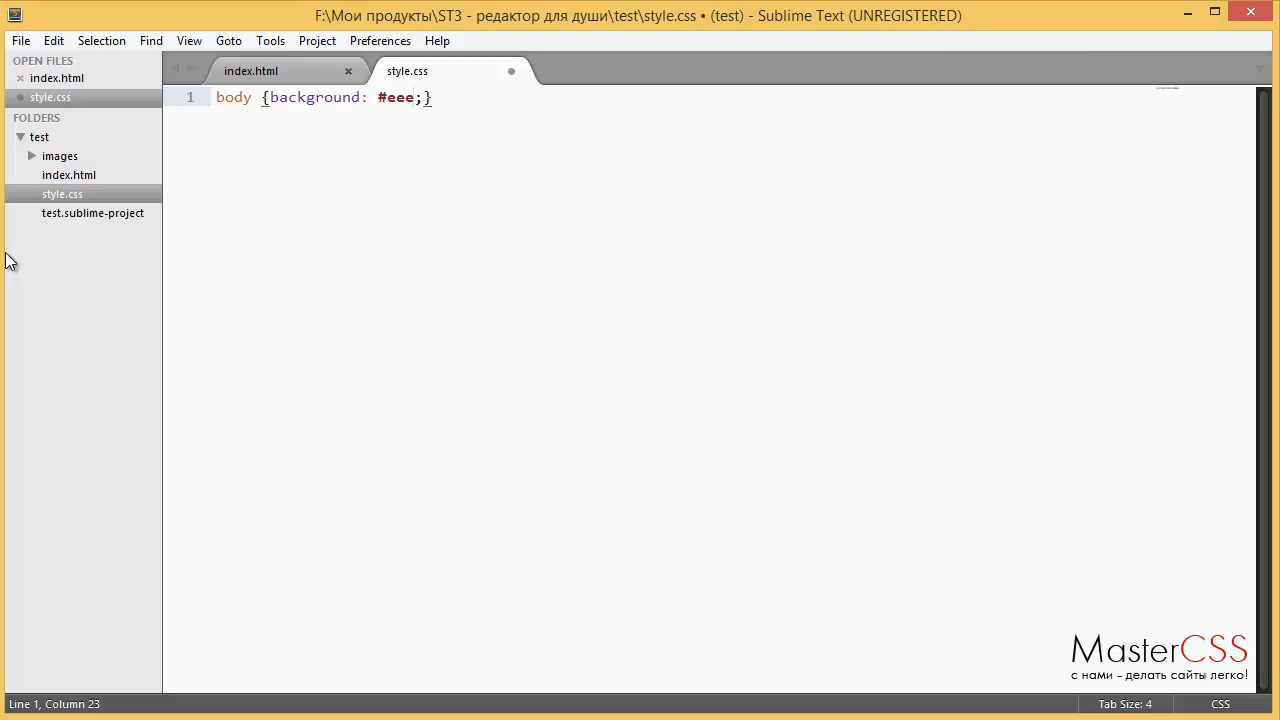 F:\Мои продукты\ST3 - редактор для души\test\style.css • (test) - Sublime Text (UNREGISTERED)
File Edit Selection Find View Goto Tools Project Preferences Help
OPEN FILES
index.html
style.css
FOLDERS
test
images
index.html
style.css
test.sublime-project
index.html
style.css
1 body {background: #eee;}
MasterCSS
с нами - делать сайты легко!
Line 1, Column 23
Tab Size: 4
CSS